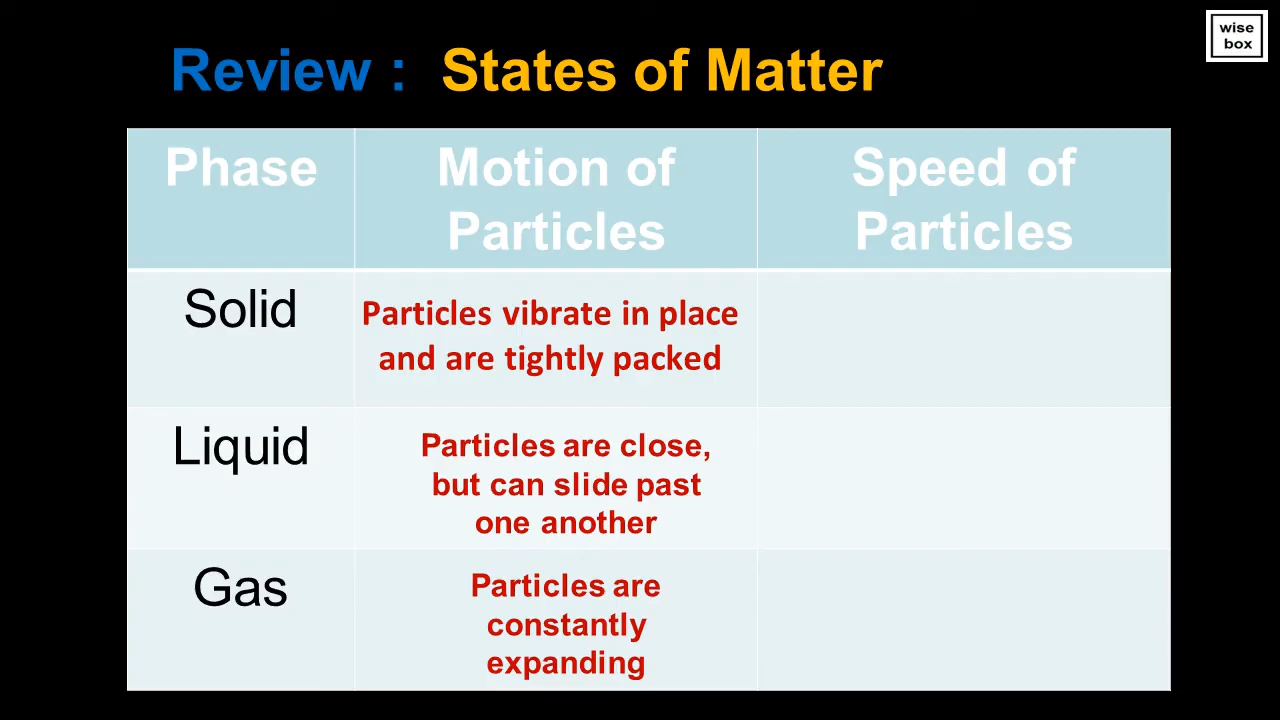 wise
box
Review : States of Matter
Phase
Motion of
Particles
Speed of
Particles
Solid
Particles vibrate in place
and are tightly packed
Liquid
Particles are close,
but can slide past
one another
Gas
Particles are
constantly
expanding